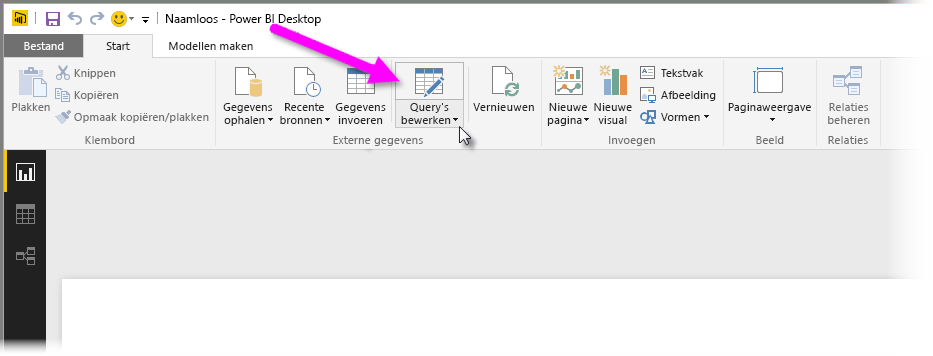 Naamloos - Power BI Desktop
Bestand Start Modellen maken
Plakken
Knippen
Kopiëren
Opmaak kopiëren/plakken
Klembord
Gegevens
ophalen
Recente
bronnen
Gegevens
invoeren
Query's
bewerken
Vernieuwen
Externe gegevens
Nieuwe
pagina
Nieuwe
visual
Tekstvak
Afbeelding
Vormen
Invoegen
Paginaweergave
Beeld
Relaties
beheren
Relaties